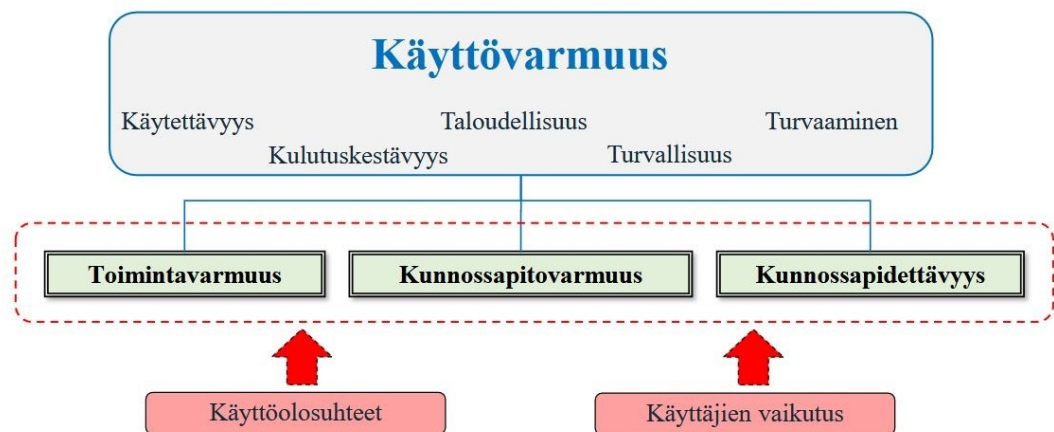 Käyttövarmuus
Käytettävyys Taloudellisuus Turvaaminen
Kulutuskestävyys Turvallisuus
Toimintavarmuus Kunnossapitovarmuus Kunnossapidettävyys
Käyttöolosuhteet Käyttäjien vaikutus